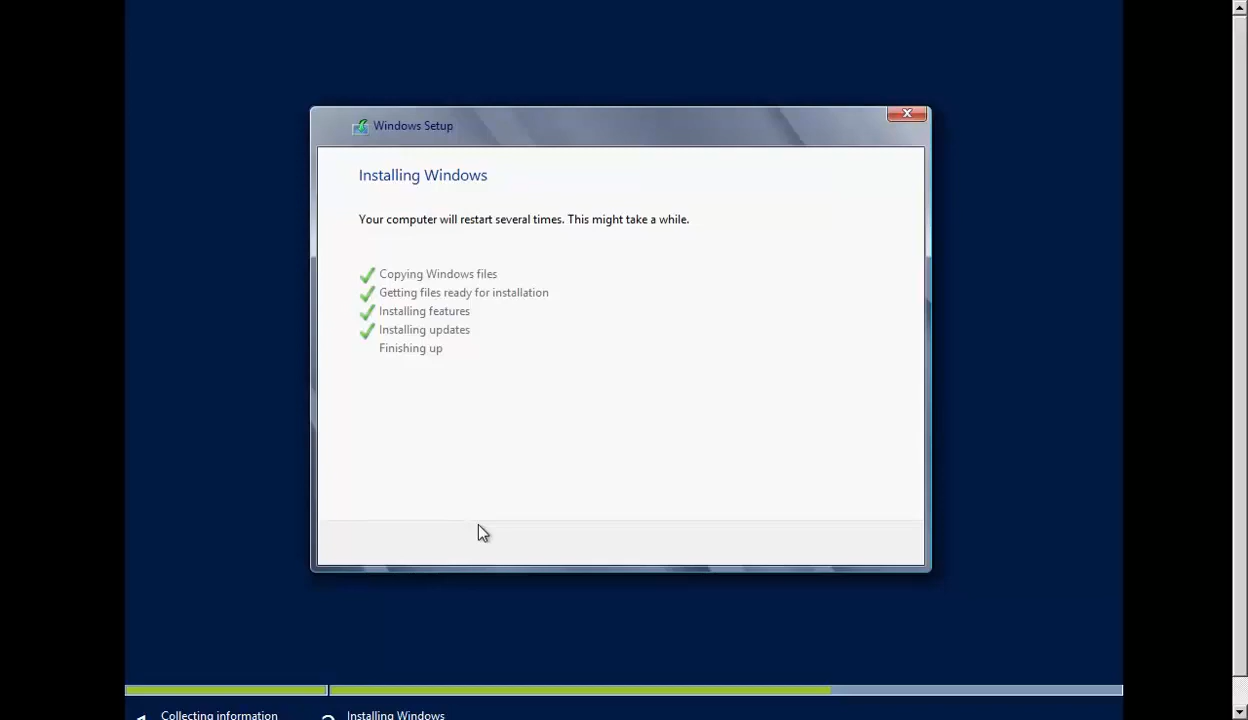 Windows Setup
Installing Windows
Your computer will restart several times. This might take a while.
Copying Windows files
Getting files ready for installation
Installing features
Installing updates
Finishing up
Collecting information
Installing Windows